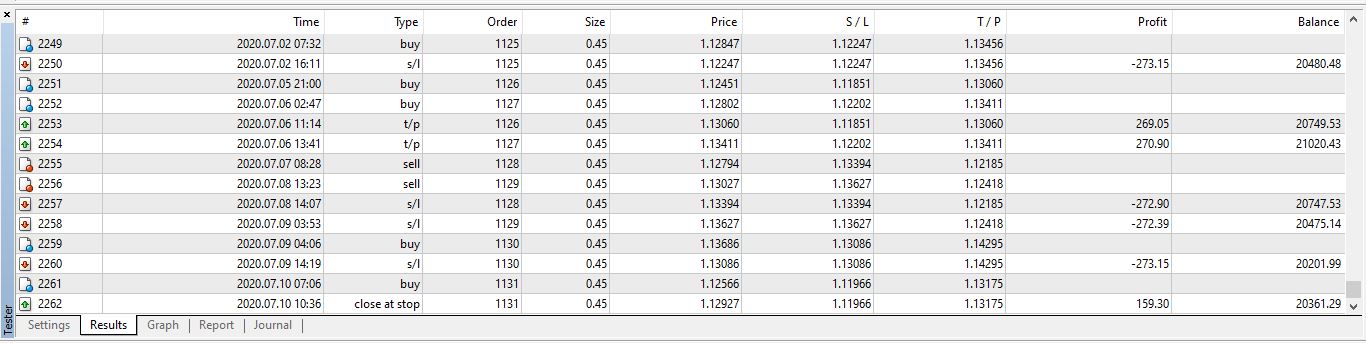 # Time Type Order Size Price S / L T / P Profit Balance
2249 2020.07.02 07:32 buy 1125 0.45 1.12847 1.12247 1.13456
2250 2020.07.02 16:11 s/l 1125 0.45 1.12247 1.12247 1.13456 -273.15 20480.48
2251 2020.07.05 21:00 buy 1126 0.45 1.12451 1.11851 1.13060
2252 2020.07.06 02:47 buy 1127 0.45 1.12802 1.12202 1.13411
2253 2020.07.06 11:14 t/p 1126 0.45 1.13060 1.11851 1.13060 269.05 20749.53
2254 2020.07.06 13:41 t/p 1127 0.45 1.13411 1.12202 1.13411 270.90 21020.43
2255 2020.07.07 08:28 sell 1128 0.45 1.12794 1.13394 1.12185
2256 2020.07.08 13:23 sell 1129 0.45 1.13027 1.13627 1.12418
2257 2020.07.08 14:07 s/l 1128 0.45 1.13394 1.13394 1.12185 -272.90 20747.53
2258 2020.07.09 03:53 s/l 1129 0.45 1.13627 1.13627 1.12418 -272.39 20475.14
2259 2020.07.09 04:06 buy 1130 0.45 1.13686 1.13086 1.14295
2260 2020.07.09 14:19 s/l 1130 0.45 1.13086 1.13086 1.14295 -273.15 20201.99
2261 2020.07.10 07:06 buy 1131 0.45 1.12566 1.11966 1.13175
2262 2020.07.10 10:36 close at stop 1131 0.45 1.12927 1.11966 1.13175 159.30 20361.29
Tester
Settings Results Graph Report Journal